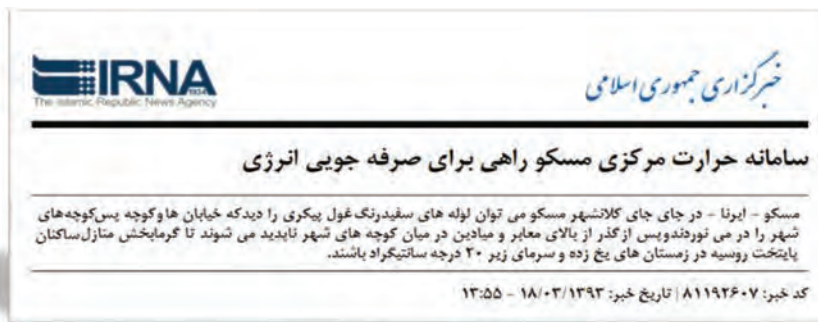 IRNA
1934
The Islamic Republic News Agency
خبرگزاری جمهوری اسلامی
سامانه حرارت مرکزی مسکو راهی برای صرفه جویی انرژی
مسکو - ایرنا - در جای جای کلانشهر مسکو می توان لوله های سفیدرنگ غول پیکری را دیدکه خیابان هاوکوچه پس‌کوچه‌های
شهر را در می نوردندوپس ازگذر از بالای معابر و میادین در میان کوچه های شهر ناپدید می شوند تا گرمابخش منازل‌ساکنان
پایتخت روسیه در زمستان های یخ زده و سرمای زیر ۲۰ درجه سانتیگراد باشند.
کد خبر: ۸۱۱۹۲۶۰۷ | تاریخ خبر: ۱۸/۰۳/۱۳۹۳ - ۱۳:۵۵